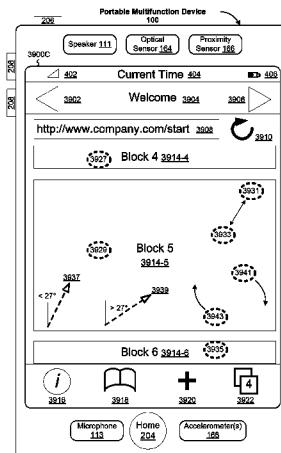 Portable Multifunction Device
100
206
Speaker 111
Optical
Sensor 164
Proximity
Sensor 166
3900C
208
208
402
Current Time 404
406
3902
Welcome 3904
3906
http://www.company.com/start 3908
3910
3927
Block 4 3914-4
3931
3933
3929
Block 5
3914-5
3937
3939
3941
< 27°
> 27°
3943
Block 6 3914-6
3935
i
4
3916
3918
3920
3922
Microphone
113
Home
204
Accelerometer(s)
168